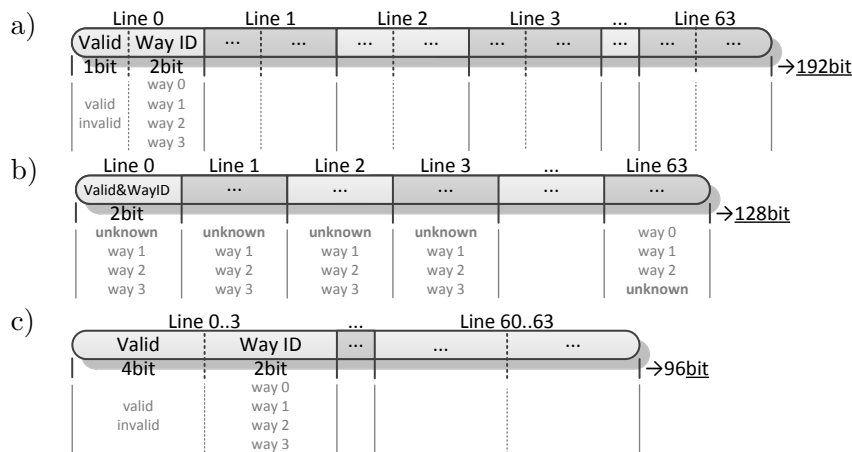 Line 0 Line 1 Line 2 Line 3 ... Line 63
a) Valid Way ID ... ... ... ... ... ... ... ... ...
1bit 2bit →192bit
way 0
valid way 1
invalid way 2
way 3
b) Line 0 Line 1 Line 2 Line 3 ... Line 63
Valid&WayID ... ... ... ... ...
2bit →128bit
unknown unknown unknown unknown way 0
way 1 way 1 way 1 way 1 way 1
way 2 way 2 way 2 way 2 way 2
way 3 way 3 way 3 way 3 unknown
c) Line 0..3 ... Line 60..63
Valid Way ID ... ... ...
4bit 2bit →96bit
way 0
valid way 1
invalid way 2
way 3